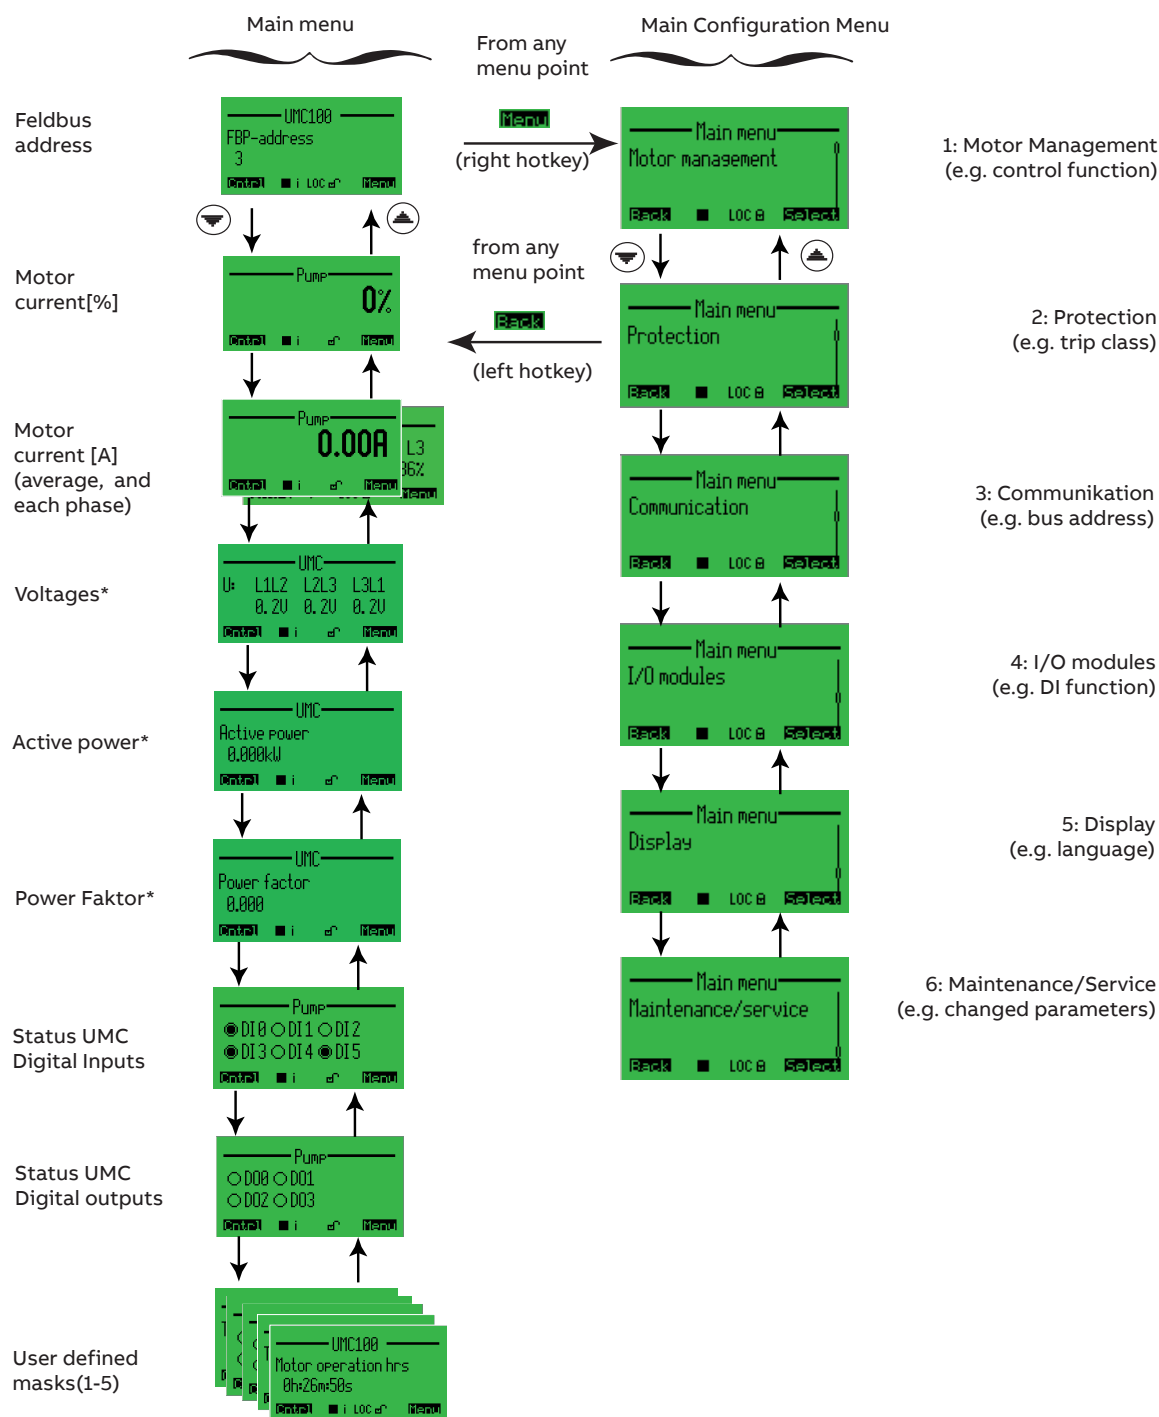 Main menu
Main Configuration Menu
From any
menu point
Menu
(right hotkey)
from any
menu point
Back
(left hotkey)
Feldbus
address
UMC100
FBP-address
3
Cntrl i LOC Menu
Motor
current[%]
Pump
0%
Cntrl i Menu
Motor
current [A]
(average, and
each phase)
Pump
0.00A
Cntrl i Menu
L3
86%
Menu
Voltages*
UMC
U: L1L2 L2L3 L3L1
0.2V 0.2V 0.2V
Cntrl i Menu
Active power*
UMC
Active power
0.000kW
Cntrl i Menu
Power Faktor*
UMC
Power factor
0.000
Cntrl i Menu
Status UMC
Digital Inputs
Pump
DI0 DI1 DI2
DI3 DI4 DI5
Cntrl i Menu
Status UMC
Digital outputs
Pump
DO0 DO1
DO2 DO3
Cntrl i Menu
User defined
masks(1-5)
UMC100
Motor operation hrs
0h:26m:50s
Cntrl i LOC Menu
Main menu
Motor management
Back LOC Select
1: Motor Management
(e.g. control function)
Main menu
Protection
Back LOC Select
2: Protection
(e.g. trip class)
Main menu
Communication
Back LOC Select
3: Communikation
(e.g. bus address)
Main menu
I/O modules
Back LOC Select
4: I/O modules
(e.g. DI function)
Main menu
Display
Back LOC Select
5: Display
(e.g. language)
Main menu
Maintenance/service
Back LOC Select
6: Maintenance/Service
(e.g. changed parameters)